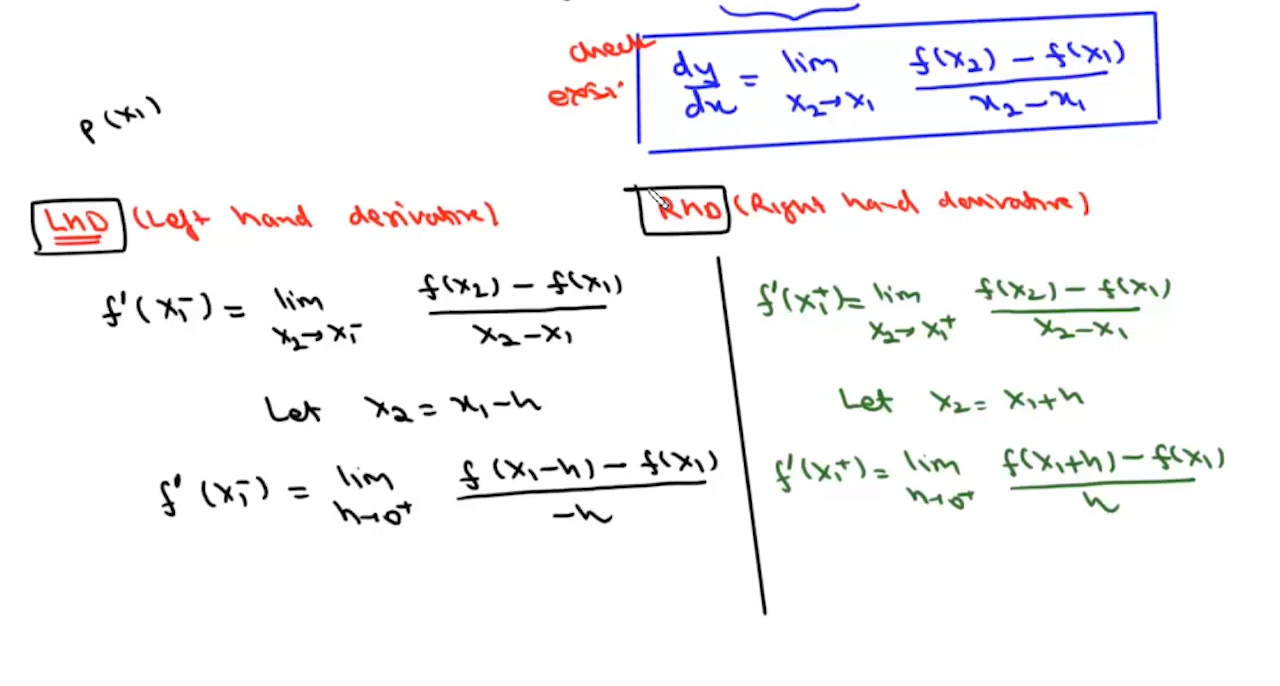 check
dy/dx = lim x₂→x₁ (f(x₂) − f(x₁))/(x₂−x₁)
P(x₁)
LHD (Left hand derivative)
RHD (Right hand derivative)
f'(x₁⁻) = lim x₂→x₁⁻ (f(x₂) − f(x₁))/(x₂−x₁)
Let x₂ = x₁−h
f'(x₁⁻) = lim h→0⁺ (f(x₁−h) − f(x₁))/(−h)
f'(x₁⁺) = lim x₂→x₁⁺ (f(x₂) − f(x₁))/(x₂−x₁)
Let x₂ = x₁+h
f'(x₁⁺) = lim h→0⁺ (f(x₁+h) − f(x₁))/h